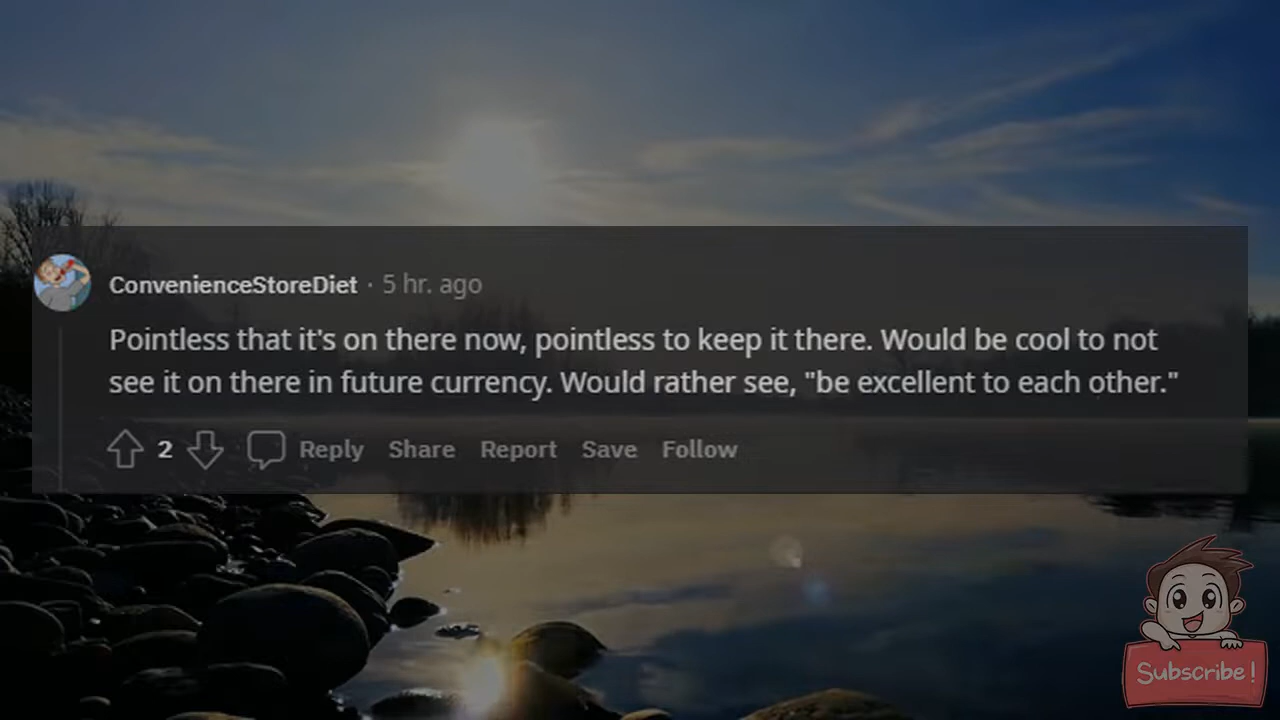 ConvenienceStoreDiet · 5 hr. ago
Pointless that it's on there now, pointless to keep it there. Would be cool to not
see it on there in future currency. Would rather see, "be excellent to each other."
2 Reply Share Report Save Follow
Subscribe!